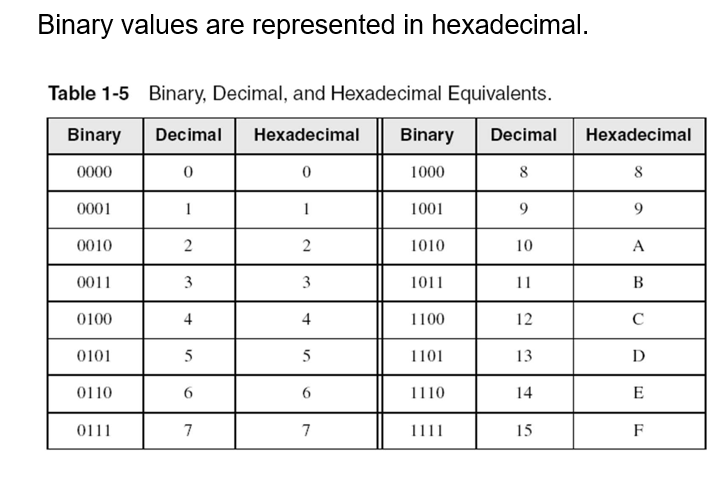 Binary values are represented in hexadecimal.
Table 1-5 Binary, Decimal, and Hexadecimal Equivalents.
Binary Decimal Hexadecimal Binary Decimal Hexadecimal
0000 0 0 1000 8 8
0001 1 1 1001 9 9
0010 2 2 1010 10 A
0011 3 3 1011 11 B
0100 4 4 1100 12 C
0101 5 5 1101 13 D
0110 6 6 1110 14 E
0111 7 7 1111 15 F